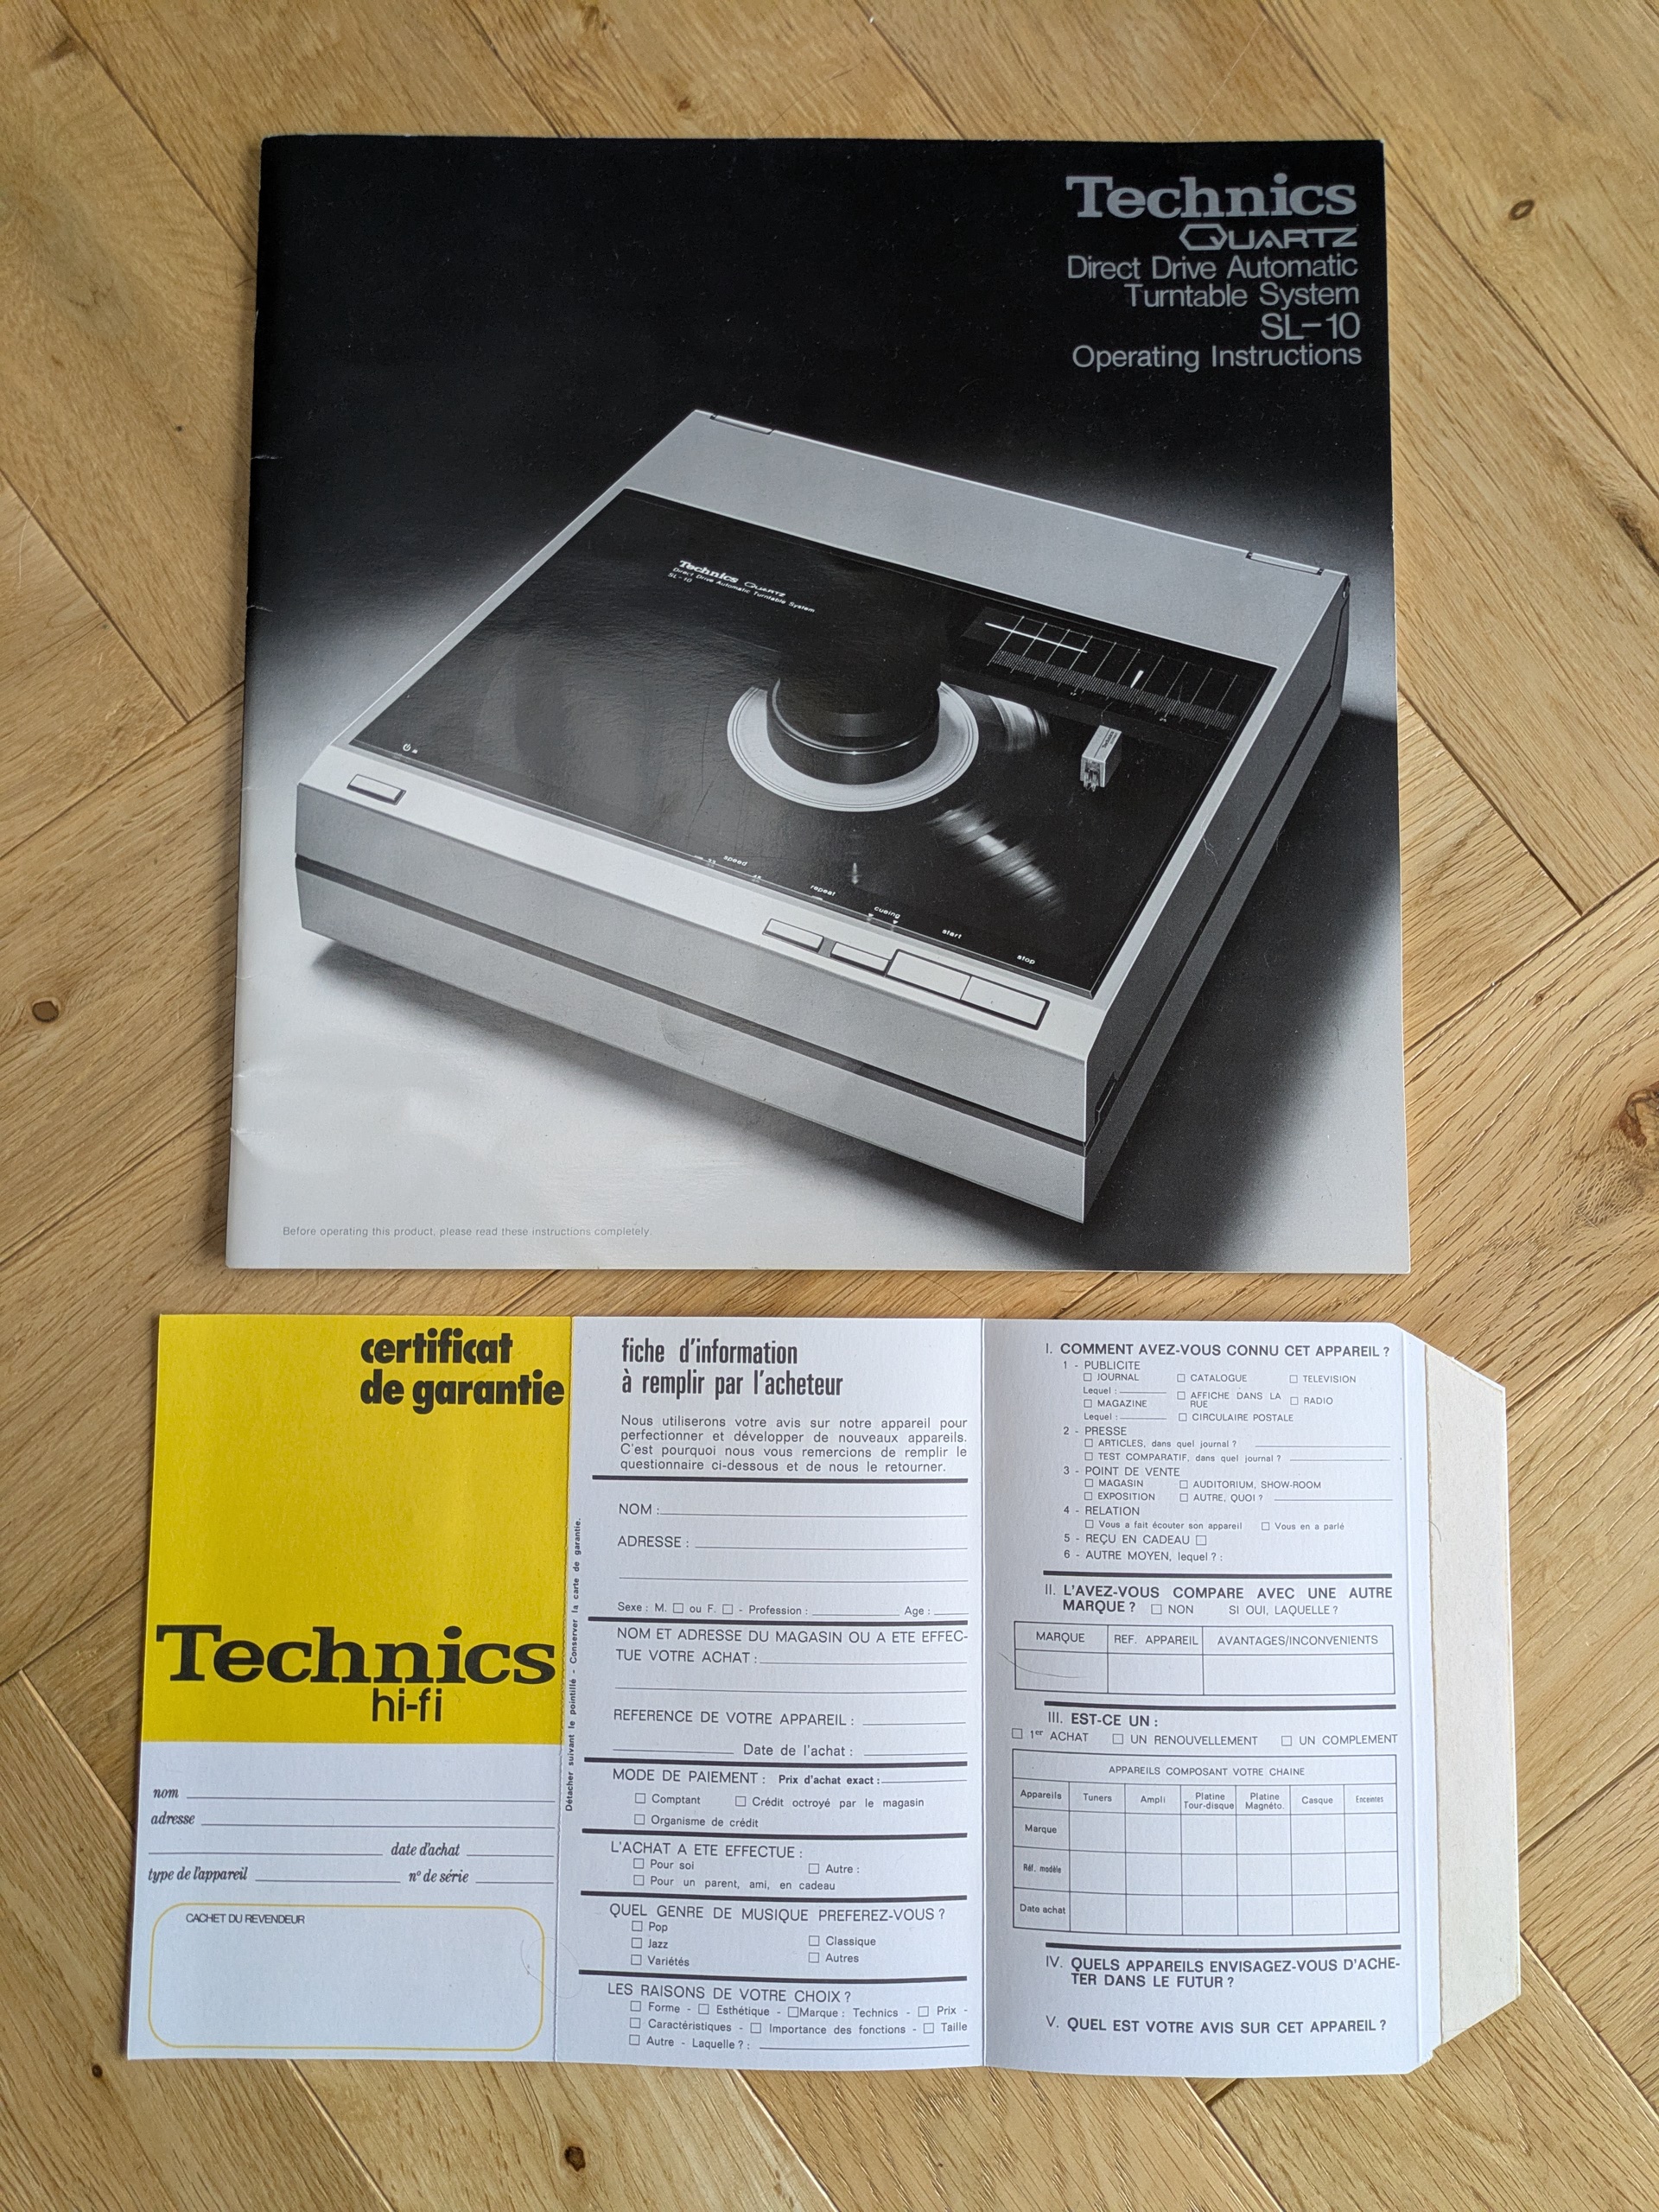 Technics
QUARTZ
Direct Drive Automatic
Turntable System
SL-10
Operating Instructions
Technics QUARTZ
Direct Drive Automatic Turntable System
SL-10
speed
33
45
repeat
cueing
start
stop
Before operating this product, please read these instructions completely.
certificat
de garantie
Technics
hi-fi
nom
adresse
date d'achat
type de l'appareil
n° de série
CACHET DU REVENDEUR
Détacher suivant le pointillé - Conserver la carte de garantie.
fiche d'information
à remplir par l'acheteur
Nous utiliserons votre avis sur notre appareil pour
perfectionner et développer de nouveaux appareils.
C'est pourquoi nous vous remercions de remplir le
questionnaire ci-dessous et de nous le retourner.
NOM :
ADRESSE :
Sexe : M. □ ou F. □ - Profession : Age :
NOM ET ADRESSE DU MAGASIN OU A ETE EFFEC-
TUE VOTRE ACHAT :
REFERENCE DE VOTRE APPAREIL :
Date de l'achat :
MODE DE PAIEMENT : Prix d'achat exact :
□ Comptant □ Crédit octroyé par le magasin
□ Organisme de crédit
L'ACHAT A ETE EFFECTUE :
□ Pour soi □ Autre :
□ Pour un parent, ami, en cadeau
QUEL GENRE DE MUSIQUE PREFEREZ-VOUS ?
□ Pop
□ Jazz □ Classique
□ Variétés □ Autres
LES RAISONS DE VOTRE CHOIX ?
□ Forme - □ Esthétique - □ Marque : Technics - □ Prix -
□ Caractéristiques - □ Importance des fonctions - □ Taille
□ Autre - Laquelle ? :
I. COMMENT AVEZ-VOUS CONNU CET APPAREIL ?
1 - PUBLICITE
□ JOURNAL □ CATALOGUE □ TELEVISION
Lequel : □ AFFICHE DANS LA RUE □ RADIO
□ MAGAZINE
Lequel : □ CIRCULAIRE POSTALE
2 - PRESSE
□ ARTICLES, dans quel journal ?
□ TEST COMPARATIF, dans quel journal ?
3 - POINT DE VENTE
□ MAGASIN □ AUDITORIUM, SHOW-ROOM
□ EXPOSITION □ AUTRE, QUOI ?
4 - RELATION
□ Vous a fait écouter son appareil □ Vous en a parlé
5 - REÇU EN CADEAU □
6 - AUTRE MOYEN, lequel ? :
II. L'AVEZ-VOUS COMPARE AVEC UNE AUTRE
MARQUE ? □ NON SI OUI, LAQUELLE ?
MARQUE REF. APPAREIL AVANTAGES/INCONVENIENTS
III. EST-CE UN :
□ 1er ACHAT □ UN RENOUVELLEMENT □ UN COMPLEMENT
APPAREILS COMPOSANT VOTRE CHAINE
Appareils Tuners Ampli Platine Tour-disque Platine Magnéto. Casque Enceintes
Marque
Réf. modèle
Date achat
IV. QUELS APPAREILS ENVISAGEZ-VOUS D'ACHE-
TER DANS LE FUTUR ?
V. QUEL EST VOTRE AVIS SUR CET APPAREIL ?